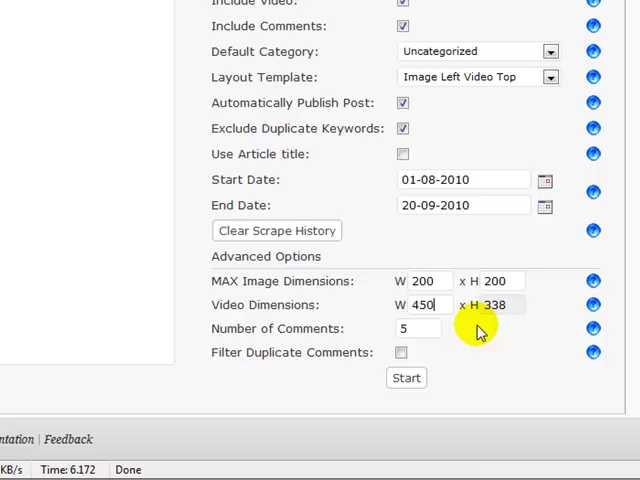 Include Video:
Include Comments:
Default Category: Uncategorized
Layout Template: Image Left Video Top
Automatically Publish Post:
Exclude Duplicate Keywords:
Use Article title:
Start Date: 01-08-2010
End Date: 20-09-2010
Clear Scrape History
Advanced Options
MAX Image Dimensions: W 200 x H 200
Video Dimensions: W 450 x H 338
Number of Comments: 5
Filter Duplicate Comments:
Start
ntation | Feedback
KB/s Time: 6.172 Done